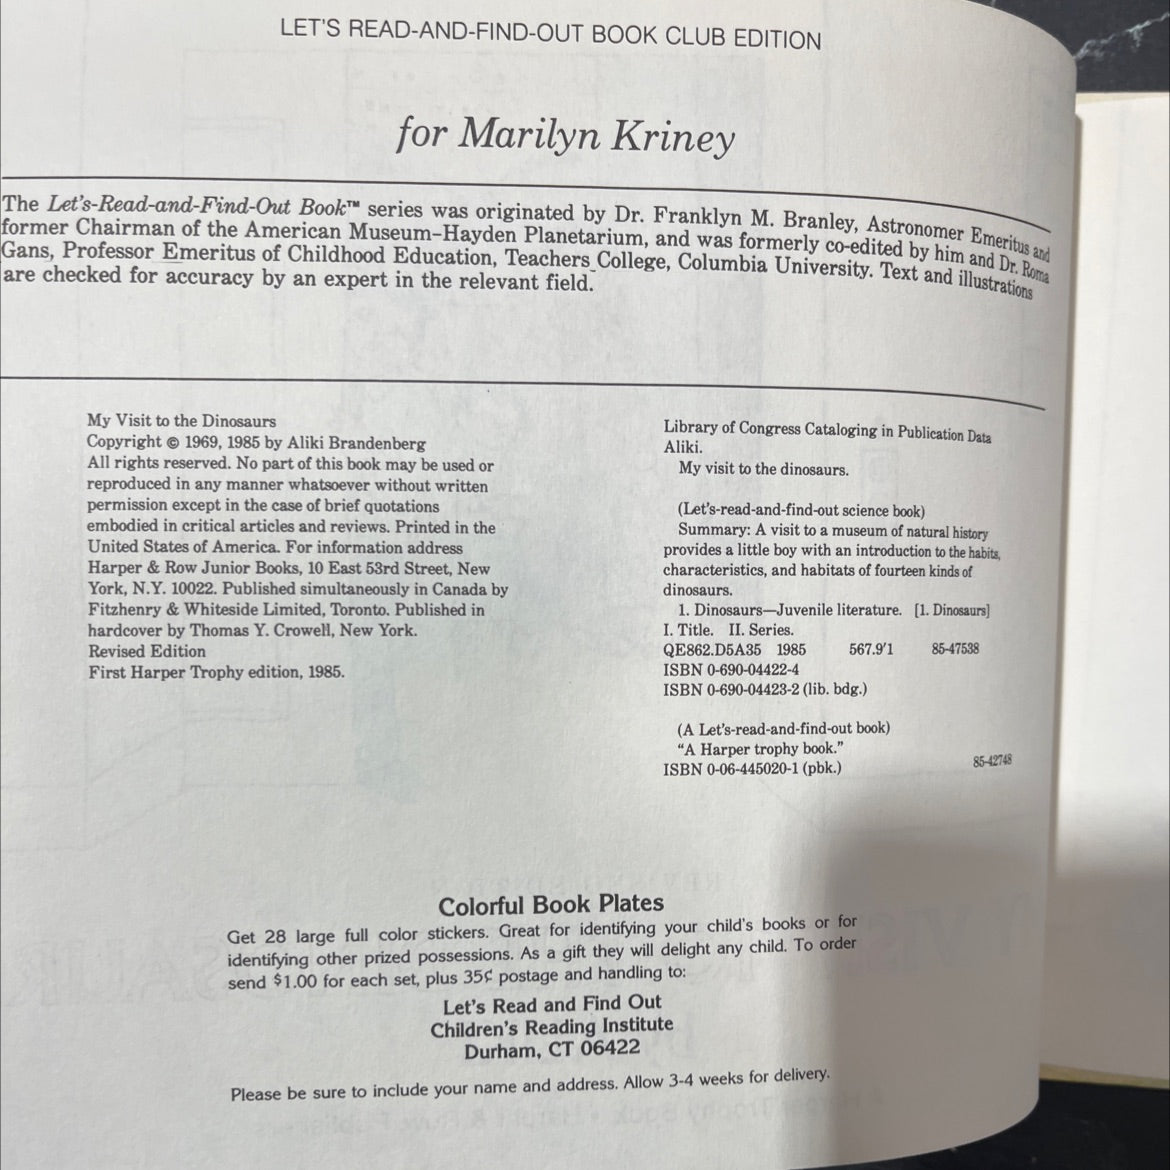 LET'S READ-AND-FIND-OUT BOOK CLUB EDITION
for Marilyn Kriney
The Let's-Read-and-Find-Out Book™ series was originated by Dr. Franklyn M. Branley, Astronomer Emeritus and
former Chairman of the American Museum–Hayden Planetarium, and was formerly co-edited by him and Dr. Roma
Gans, Professor Emeritus of Childhood Education, Teachers College, Columbia University. Text and illustrations
are checked for accuracy by an expert in the relevant field.
My Visit to the Dinosaurs
Copyright © 1969, 1985 by Aliki Brandenberg
All rights reserved. No part of this book may be used or
reproduced in any manner whatsoever without written
permission except in the case of brief quotations
embodied in critical articles and reviews. Printed in the
United States of America. For information address
Harper & Row Junior Books, 10 East 53rd Street, New
York, N.Y. 10022. Published simultaneously in Canada by
Fitzhenry & Whiteside Limited, Toronto. Published in
hardcover by Thomas Y. Crowell, New York.
Revised Edition
First Harper Trophy edition, 1985.
Library of Congress Cataloging in Publication Data
Aliki.
My visit to the dinosaurs.
(Let's-read-and-find-out science book)
Summary: A visit to a museum of natural history
provides a little boy with an introduction to the habits,
characteristics, and habitats of fourteen kinds of
dinosaurs.
1. Dinosaurs—Juvenile literature. [1. Dinosaurs]
I. Title. II. Series.
QE862.D5A35 1985 567.9′1 85-47538
ISBN 0-690-04422-4
ISBN 0-690-04423-2 (lib. bdg.)
(A Let's-read-and-find-out book)
“A Harper trophy book.”
ISBN 0-06-445020-1 (pbk.) 85-42748
Colorful Book Plates
Get 28 large full color stickers. Great for identifying your child's books or for
identifying other prized possessions. As a gift they will delight any child. To order
send $1.00 for each set, plus 35¢ postage and handling to:
Let's Read and Find Out
Children's Reading Institute
Durham, CT 06422
Please be sure to include your name and address. Allow 3-4 weeks for delivery.